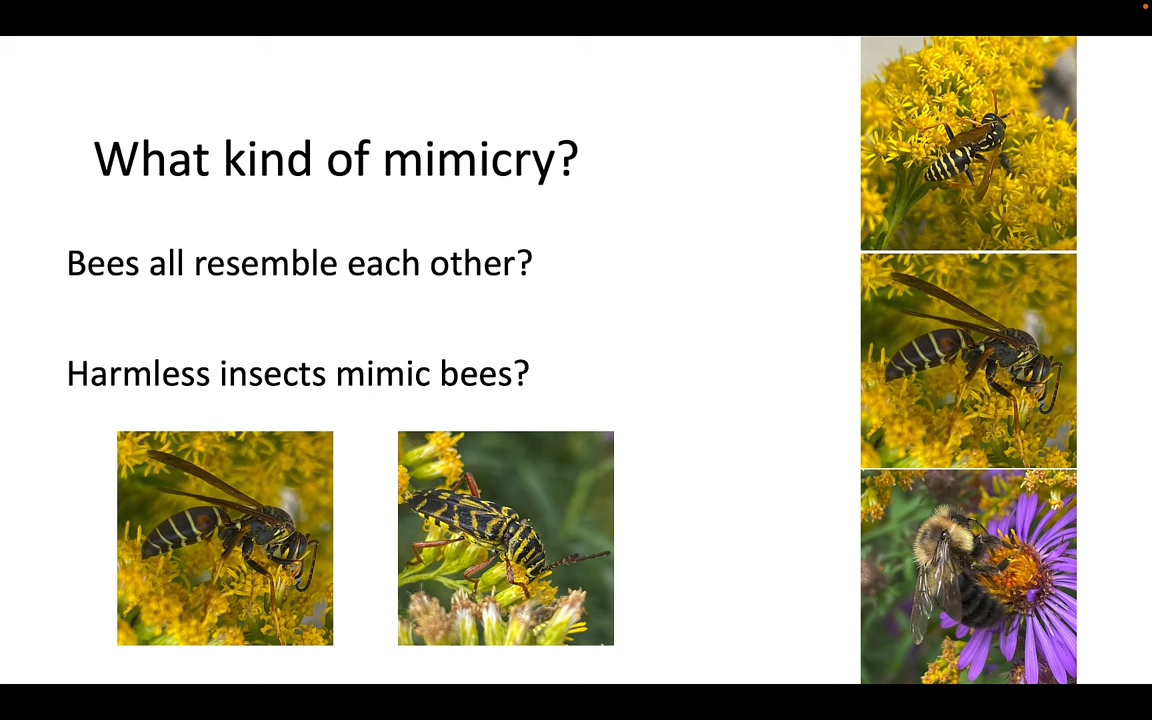 What kind of mimicry?
Bees all resemble each other?
Harmless insects mimic bees?